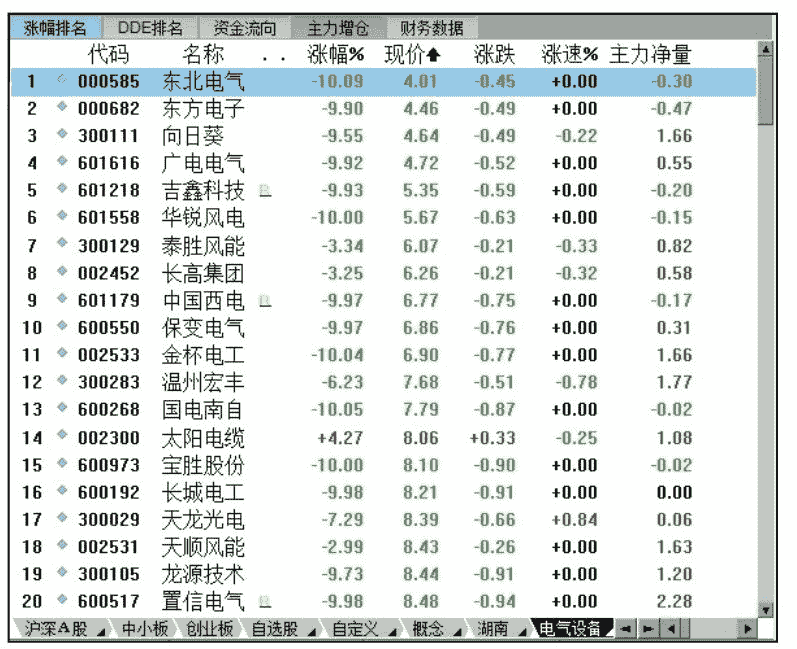 涨幅排名 DDE排名 资金流向 主力增仓 财务数据
代码 名称 . . 涨幅% 现价 涨跌 涨速% 主力净量
1 000585 东北电气 -10.09 4.01 -0.45 +0.00 -0.30
2 000682 东方电子 -9.90 4.46 -0.49 +0.00 -0.47
3 300111 向日葵 -9.55 4.64 -0.49 -0.22 1.66
4 601616 广电电气 -9.92 4.72 -0.52 +0.00 0.55
5 601218 吉鑫科技 -9.93 5.35 -0.59 +0.00 -0.20
6 601558 华锐风电 -10.00 5.67 -0.63 +0.00 -0.15
7 300129 泰胜风能 -3.34 6.07 -0.21 -0.33 0.82
8 002452 长高集团 -3.25 6.26 -0.21 -0.32 0.58
9 601179 中国西电 -9.97 6.77 -0.75 +0.00 -0.17
10 600550 保变电气 -9.97 6.86 -0.76 +0.00 0.31
11 002533 金杯电工 -10.04 6.90 -0.77 +0.00 1.66
12 300283 温州宏丰 -6.23 7.68 -0.51 -0.78 1.77
13 600268 国电南自 -10.05 7.79 -0.87 +0.00 -0.02
14 002300 太阳电缆 +4.27 8.06 +0.33 -0.25 1.08
15 600973 宝胜股份 -10.00 8.10 -0.90 +0.00 -0.02
16 600192 长城电工 -9.98 8.21 -0.91 +0.00 0.00
17 300029 天龙光电 -7.29 8.39 -0.66 +0.84 0.06
18 002531 天顺风能 -2.99 8.43 -0.26 +0.00 1.63
19 300105 龙源技术 -9.73 8.44 -0.91 +0.00 1.20
20 600517 置信电气 -9.98 8.48 -0.94 +0.00 2.28
沪深A股 中小板 创业板 自选股 自定义 概念 湖南 电气设备